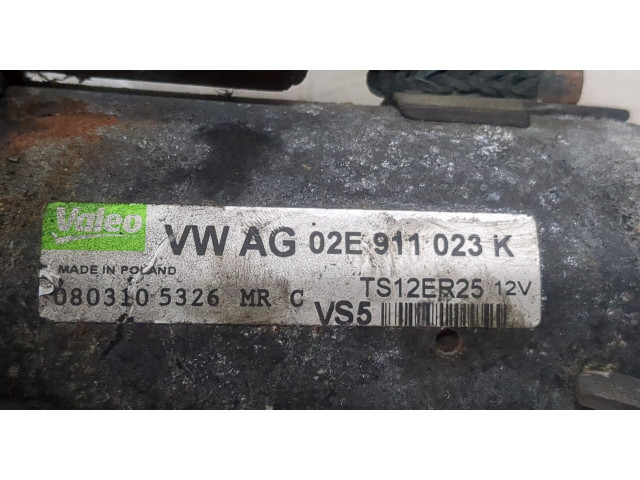 Valeo
VW AG 02E 911 023 K
MADE IN POLAND
TS12ER25 12V
080310 5326 MR C
VS5